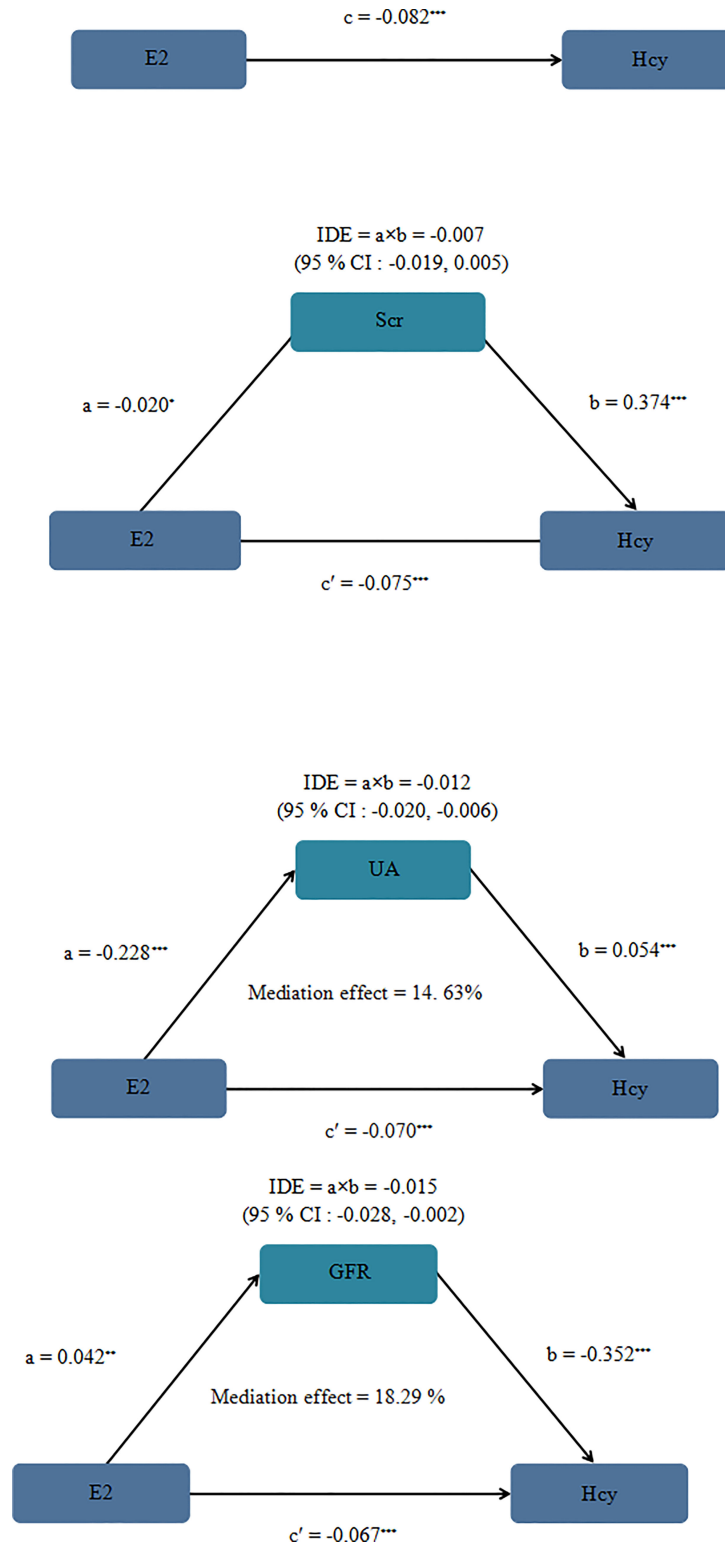 c = -0.082***
E2
Hcy
IDE = a×b = -0.007
(95 % CI : -0.019, 0.005)
Scr
a = -0.020*
b = 0.374***
E2
Hcy
c′ = -0.075***
IDE = a×b = -0.012
(95 % CI : -0.020, -0.006)
UA
a = -0.228***
b = 0.054***
Mediation effect = 14. 63%
E2
Hcy
c′ = -0.070***
IDE = a×b = -0.015
(95 % CI : -0.028, -0.002)
GFR
a = 0.042**
b = -0.352***
Mediation effect = 18.29 %
E2
Hcy
c′ = -0.067***